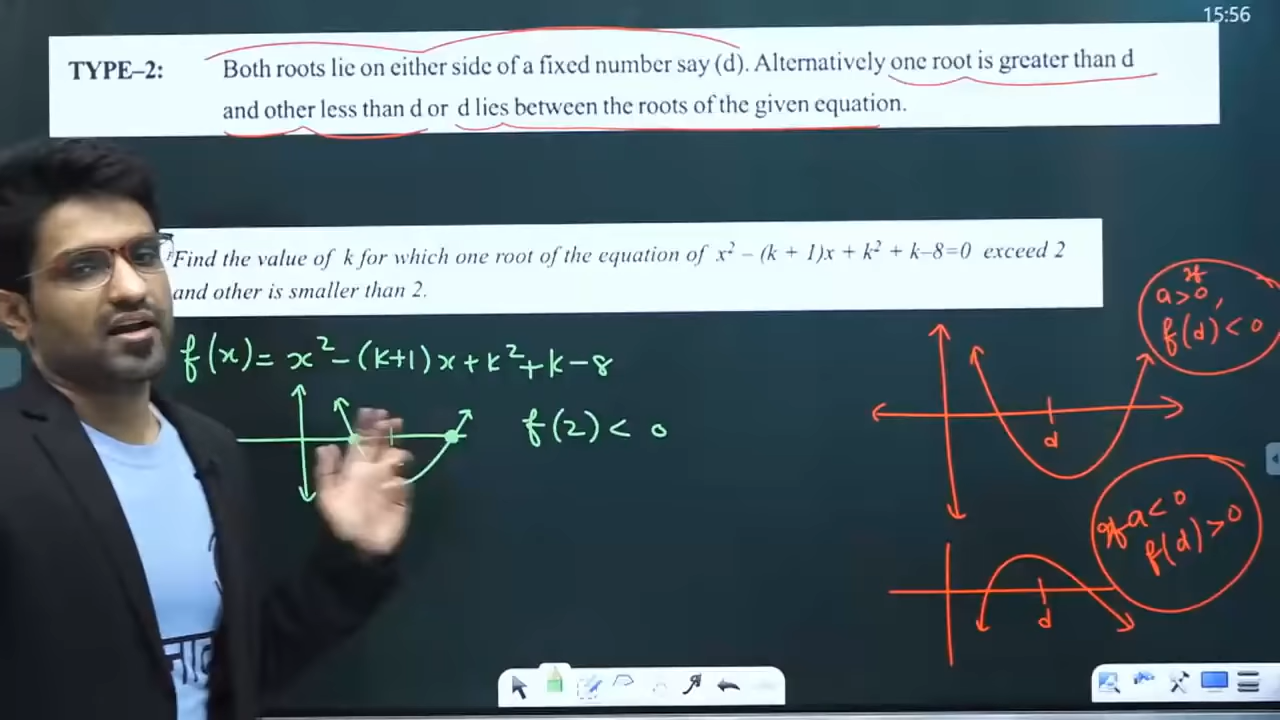 15:56
TYPE–2: Both roots lie on either side of a fixed number say (d). Alternatively one root is greater than d
and other less than d or d lies between the roots of the given equation.
Find the value of k for which one root of the equation of x² – (k + 1)x + k² + k–8=0 exceed 2
and other is smaller than 2.
f(x) = x² – (k+1)x + k² + k – 8
f(2) < 0
if
a>0,
f(d) < 0
d
if a < 0
f(d) > 0
d